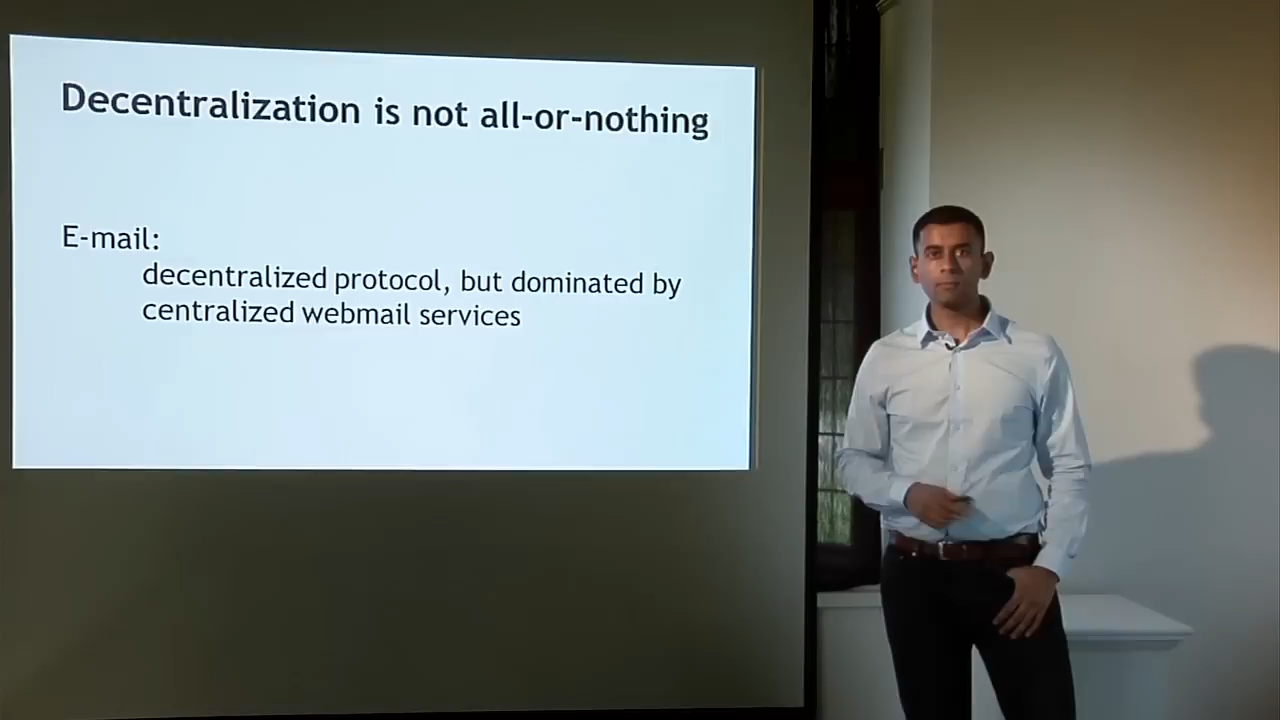 Decentralization is not all-or-nothing
E-mail:
decentralized protocol, but dominated by
centralized webmail services